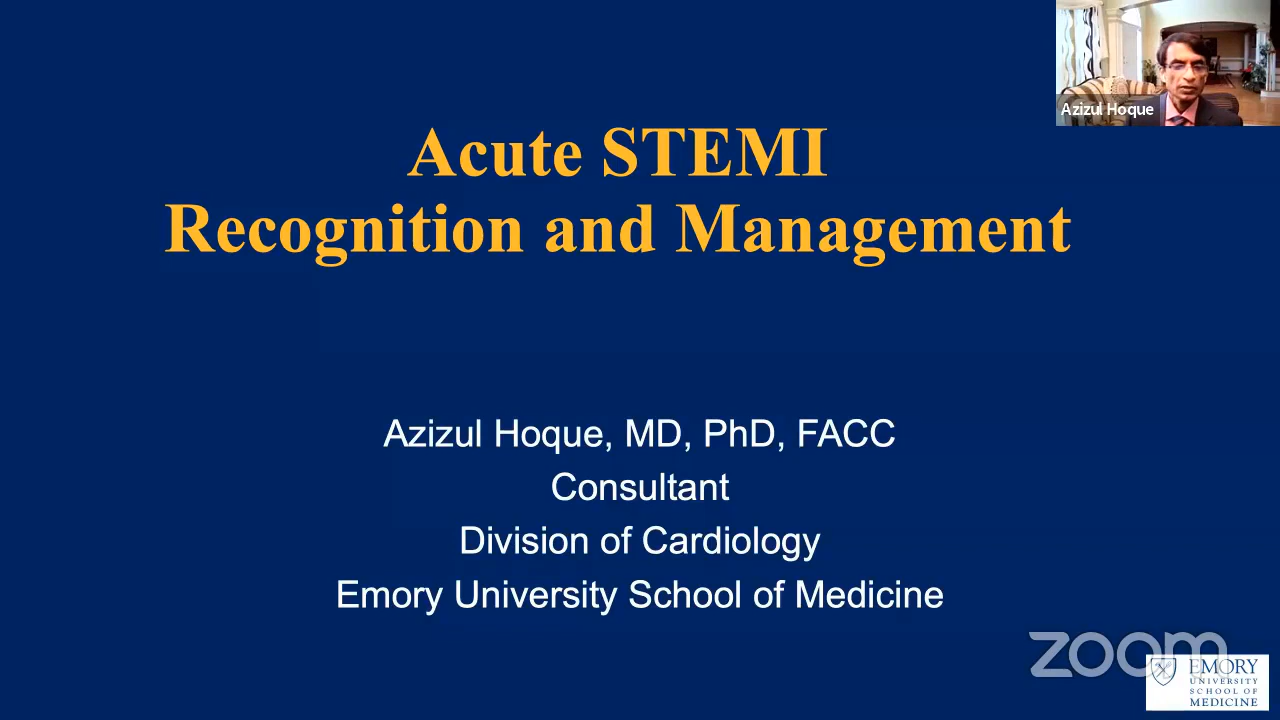 Azizul Hoque
Acute STEMI
Recognition and Management
Azizul Hoque, MD, PhD, FACC
Consultant
Division of Cardiology
Emory University School of Medicine
zoom
EMORY
UNIVERSITY
SCHOOL OF
MEDICINE